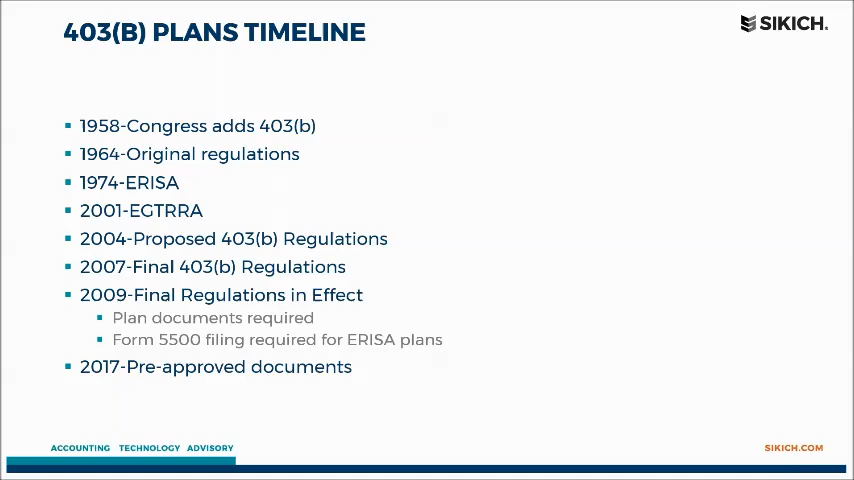 403(B) PLANS TIMELINE
SIKICH.
1958-Congress adds 403(b)
1964-Original regulations
1974-ERISA
2001-EGTRRA
2004-Proposed 403(b) Regulations
2007-Final 403(b) Regulations
2009-Final Regulations in Effect
Plan documents required
Form 5500 filing required for ERISA plans
2017-Pre-approved documents
ACCOUNTING TECHNOLOGY ADVISORY
SIKICH.COM